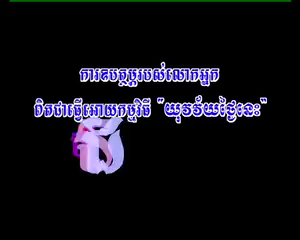 ការឧបត្ថម្ភរបស់លោកអ្នក
ពិតជាធ្វើអោយកម្មវិធី "យុវវ័យថ្ងៃនេះ"